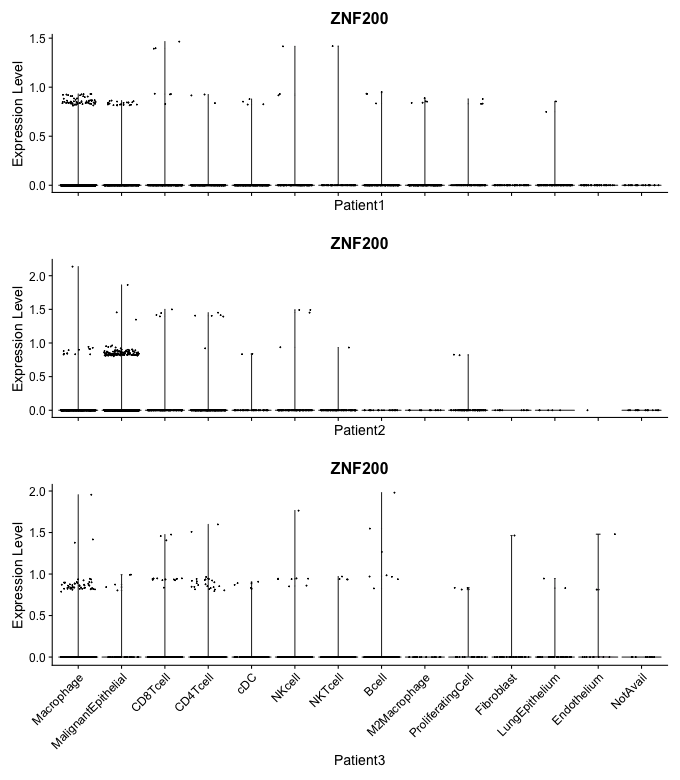 ZNF200
Expression Level
1.5
1.0
0.5
0.0
Patient1
ZNF200
Expression Level
2.0
1.5
1.0
0.5
0.0
Patient2
ZNF200
Expression Level
2.0
1.5
1.0
0.5
0.0
Macrophage
MalignantEpithelial
CD8Tcell
CD4Tcell
cDC
NKcell
NKTcell
Bcell
M2Macrophage
ProliferatingCell
Fibroblast
LungEpithelium
Endothelium
NotAvail
Patient3